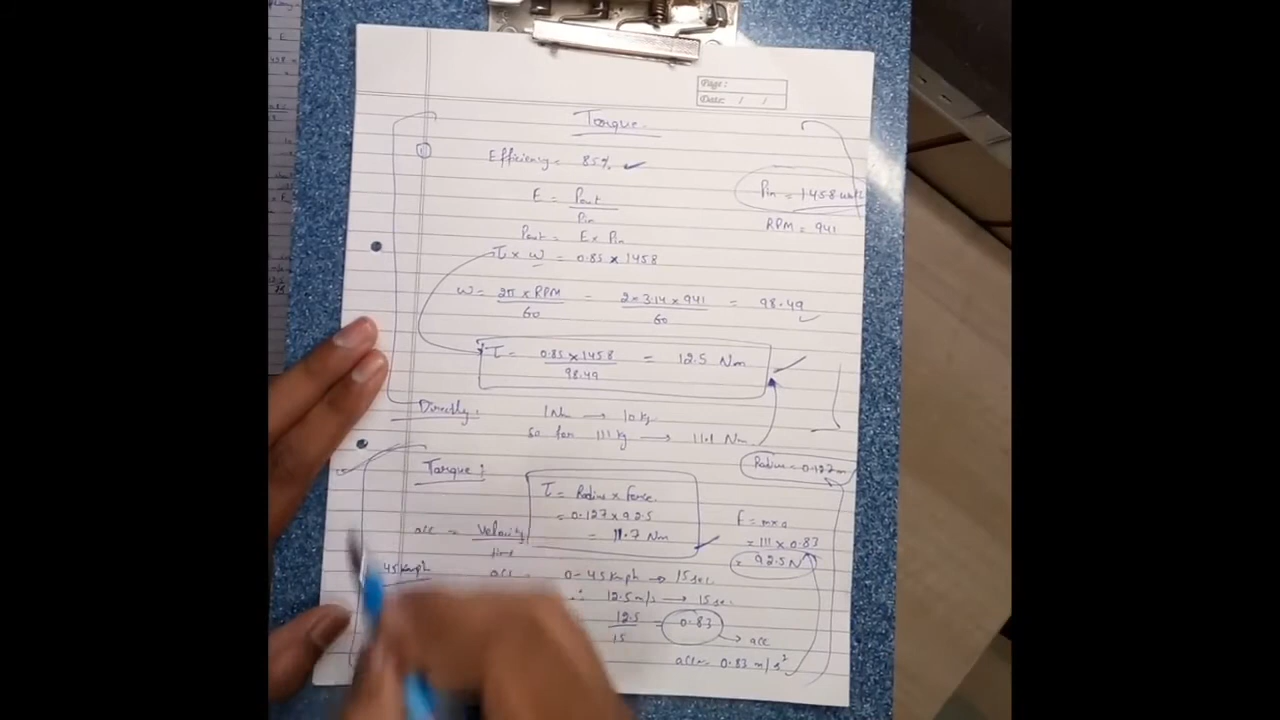 Page:
Date: / /
Torque.
Efficiency = 85%
E = Pout / Pin
Pin = 1458 watt
RPM = 941
Pout = E × Pin
τ × ω = 0.85 × 1458
ω = 2π × RPM / 60 = 2 × 3.14 × 941 / 60 = 98.49
τ = 0.85 × 1458 / 98.49 = 12.5 Nm
Directly:
1Nm → 10 kg
so for 111 kg → 11.1 Nm
Radius = 0.127m
Torque:
τ = Radius × Force
= 0.127 × 92.5
= 11.7 Nm
F = m×a
= 111 × 0.83
= 92.5 N
acc = Velocity / time
45 Kmph
acc = 0-45 Kmph → 15 sec
∴ 12.5 m/s → 15 sec
12.5 / 15 = 0.83 → acc
acc = 0.83 m/s²